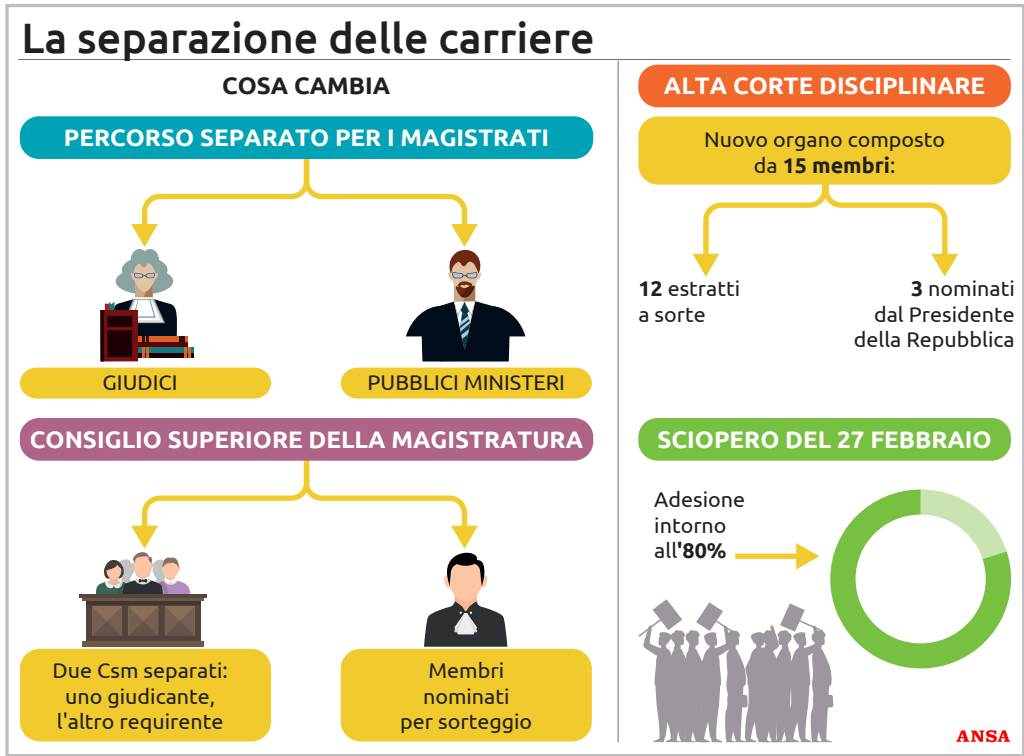 La separazione delle carriere
COSA CAMBIA
PERCORSO SEPARATO PER I MAGISTRATI
GIUDICI
PUBBLICI MINISTERI
CONSIGLIO SUPERIORE DELLA MAGISTRATURA
Due Csm separati:
uno giudicante,
l'altro requirente
Membri
nominati
per sorteggio
ALTA CORTE DISCIPLINARE
Nuovo organo composto
da 15 membri:
12 estratti
a sorte
3 nominati
dal Presidente
della Repubblica
SCIOPERO DEL 27 FEBBRAIO
Adesione
intorno
all'80%
ANSA